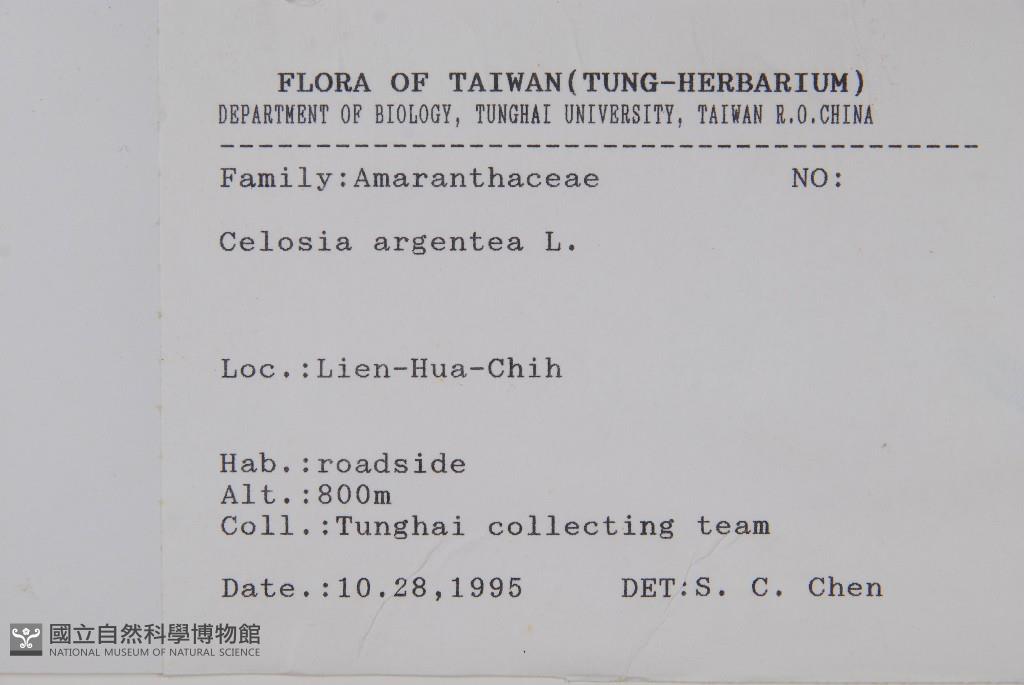 FLORA OF TAIWAN(TUNG-HERBARIUM)
DEPARTMENT OF BIOLOGY, TUNGHAI UNIVERSITY, TAIWAN R.O.CHINA
----------------------------------------
Family:Amaranthaceae NO:
Celosia argentea L.
Loc.:Lien-Hua-Chih
Hab.:roadside
Alt.:800m
Coll.:Tunghai collecting team
Date.:10.28,1995 DET:S. C. Chen
國立自然科學博物館
NATIONAL MUSEUM OF NATURAL SCIENCE